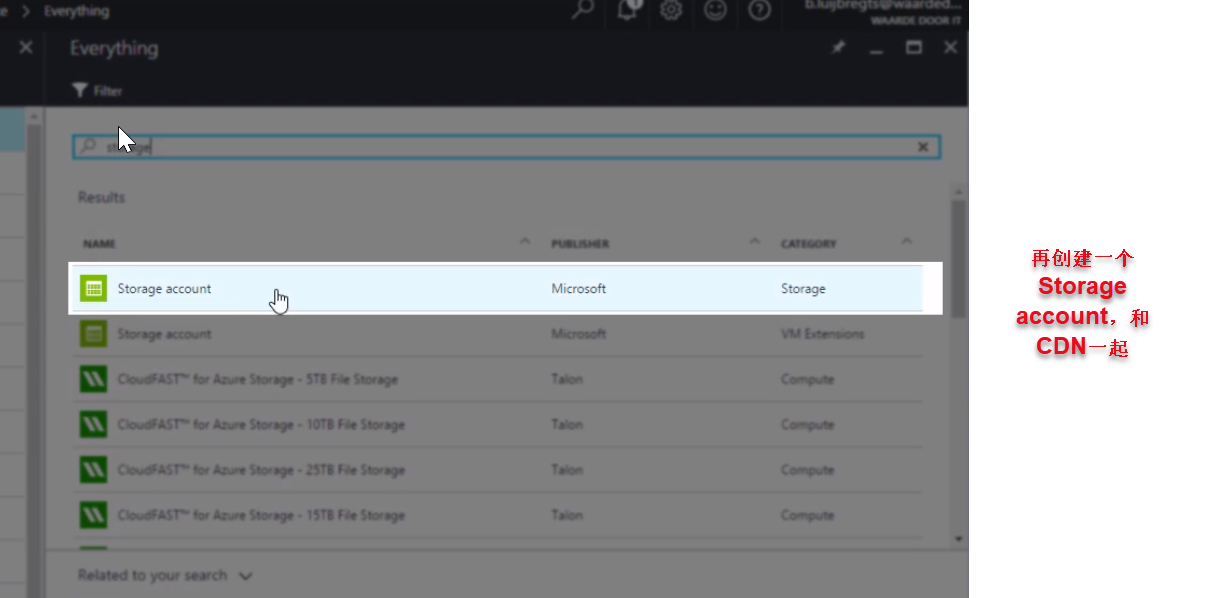 Everything
b.luijbregts@waarded...
WAARDE DOOR IT
Everything
Filter
Results
NAME PUBLISHER CATEGORY
Storage account Microsoft Storage
Storage account Microsoft VM Extensions
CloudFAST™ for Azure Storage - 5TB File Storage Talon Compute
CloudFAST™ for Azure Storage - 10TB File Storage Talon Compute
CloudFAST™ for Azure Storage - 25TB File Storage Talon Compute
CloudFAST™ for Azure Storage - 15TB File Storage Talon Compute
Related to your search
再创建一个
Storage
account，和
CDN一起